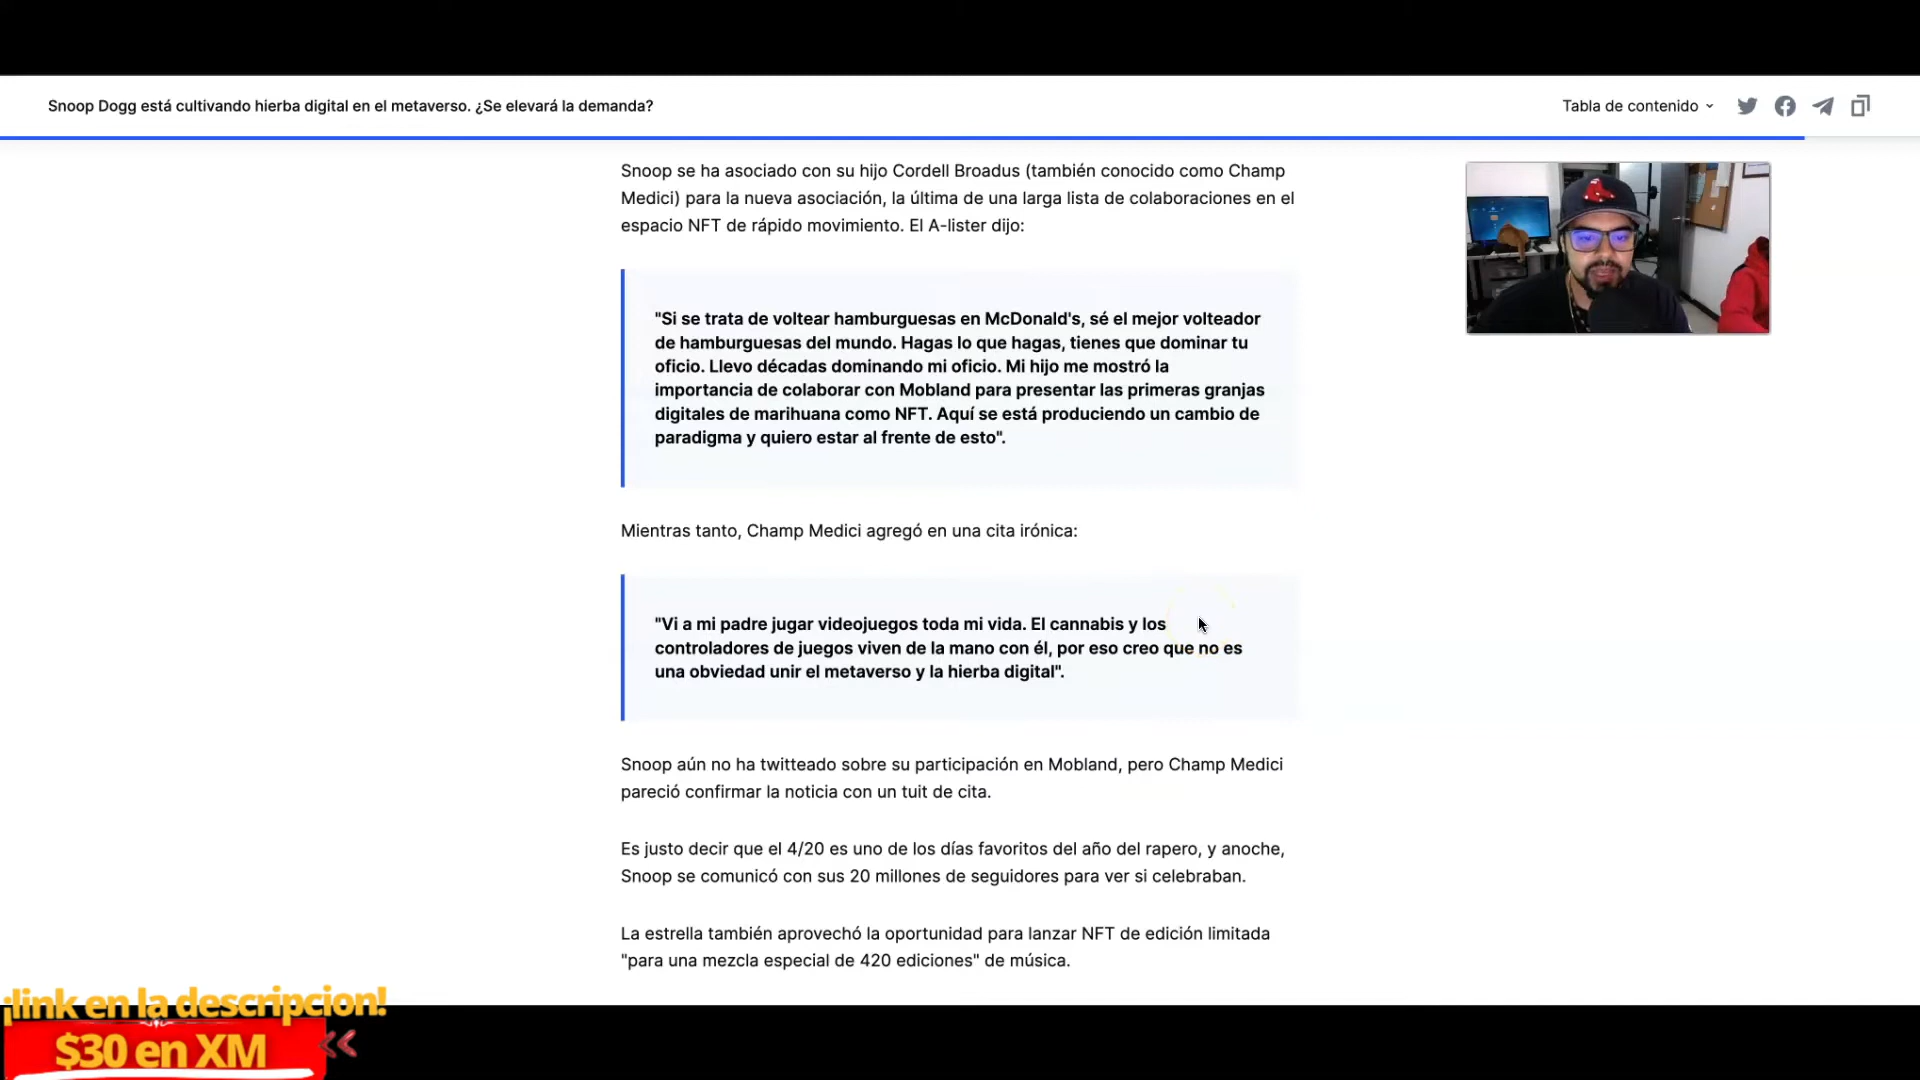 Snoop Dogg está cultivando hierba digital en el metaverso. ¿Se elevará la demanda?
Tabla de contenido
Snoop se ha asociado con su hijo Cordell Broadus (también conocido como Champ
Medici) para la nueva asociación, la última de una larga lista de colaboraciones en el
espacio NFT de rápido movimiento. El A-lister dijo:
"Si se trata de voltear hamburguesas en McDonald's, sé el mejor volteador
de hamburguesas del mundo. Hagas lo que hagas, tienes que dominar tu
oficio. Llevo décadas dominando mi oficio. Mi hijo me mostró la
importancia de colaborar con Mobland para presentar las primeras granjas
digitales de marihuana como NFT. Aquí se está produciendo un cambio de
paradigma y quiero estar al frente de esto".
Mientras tanto, Champ Medici agregó en una cita irónica:
"Vi a mi padre jugar videojuegos toda mi vida. El cannabis y los
controladores de juegos viven de la mano con él, por eso creo que no es
una obviedad unir el metaverso y la hierba digital".
Snoop aún no ha twitteado sobre su participación en Mobland, pero Champ Medici
pareció confirmar la noticia con un tuit de cita.
Es justo decir que el 4/20 es uno de los días favoritos del año del rapero, y anoche,
Snoop se comunicó con sus 20 millones de seguidores para ver si celebraban.
La estrella también aprovechó la oportunidad para lanzar NFT de edición limitada
"para una mezcla especial de 420 ediciones" de música.
¡link en la descripcion!
$30 en XM